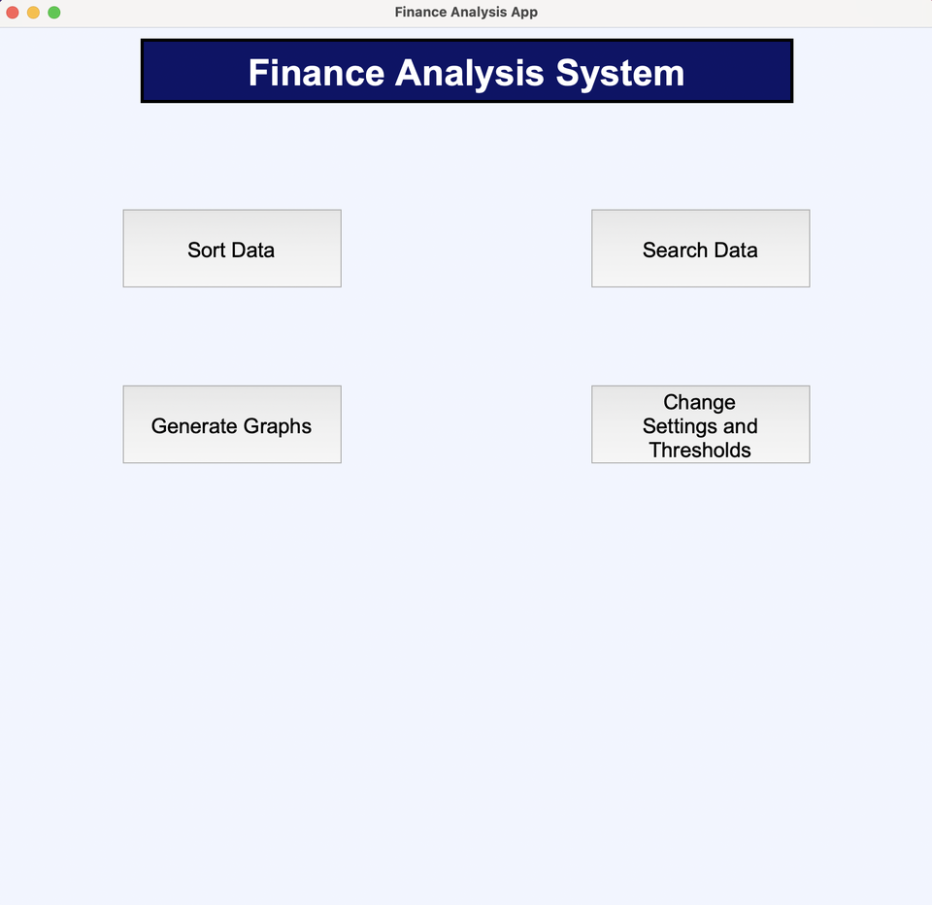 Finance Analysis App
Finance Analysis System
Sort Data
Search Data
Generate Graphs
Change
Settings and
Thresholds